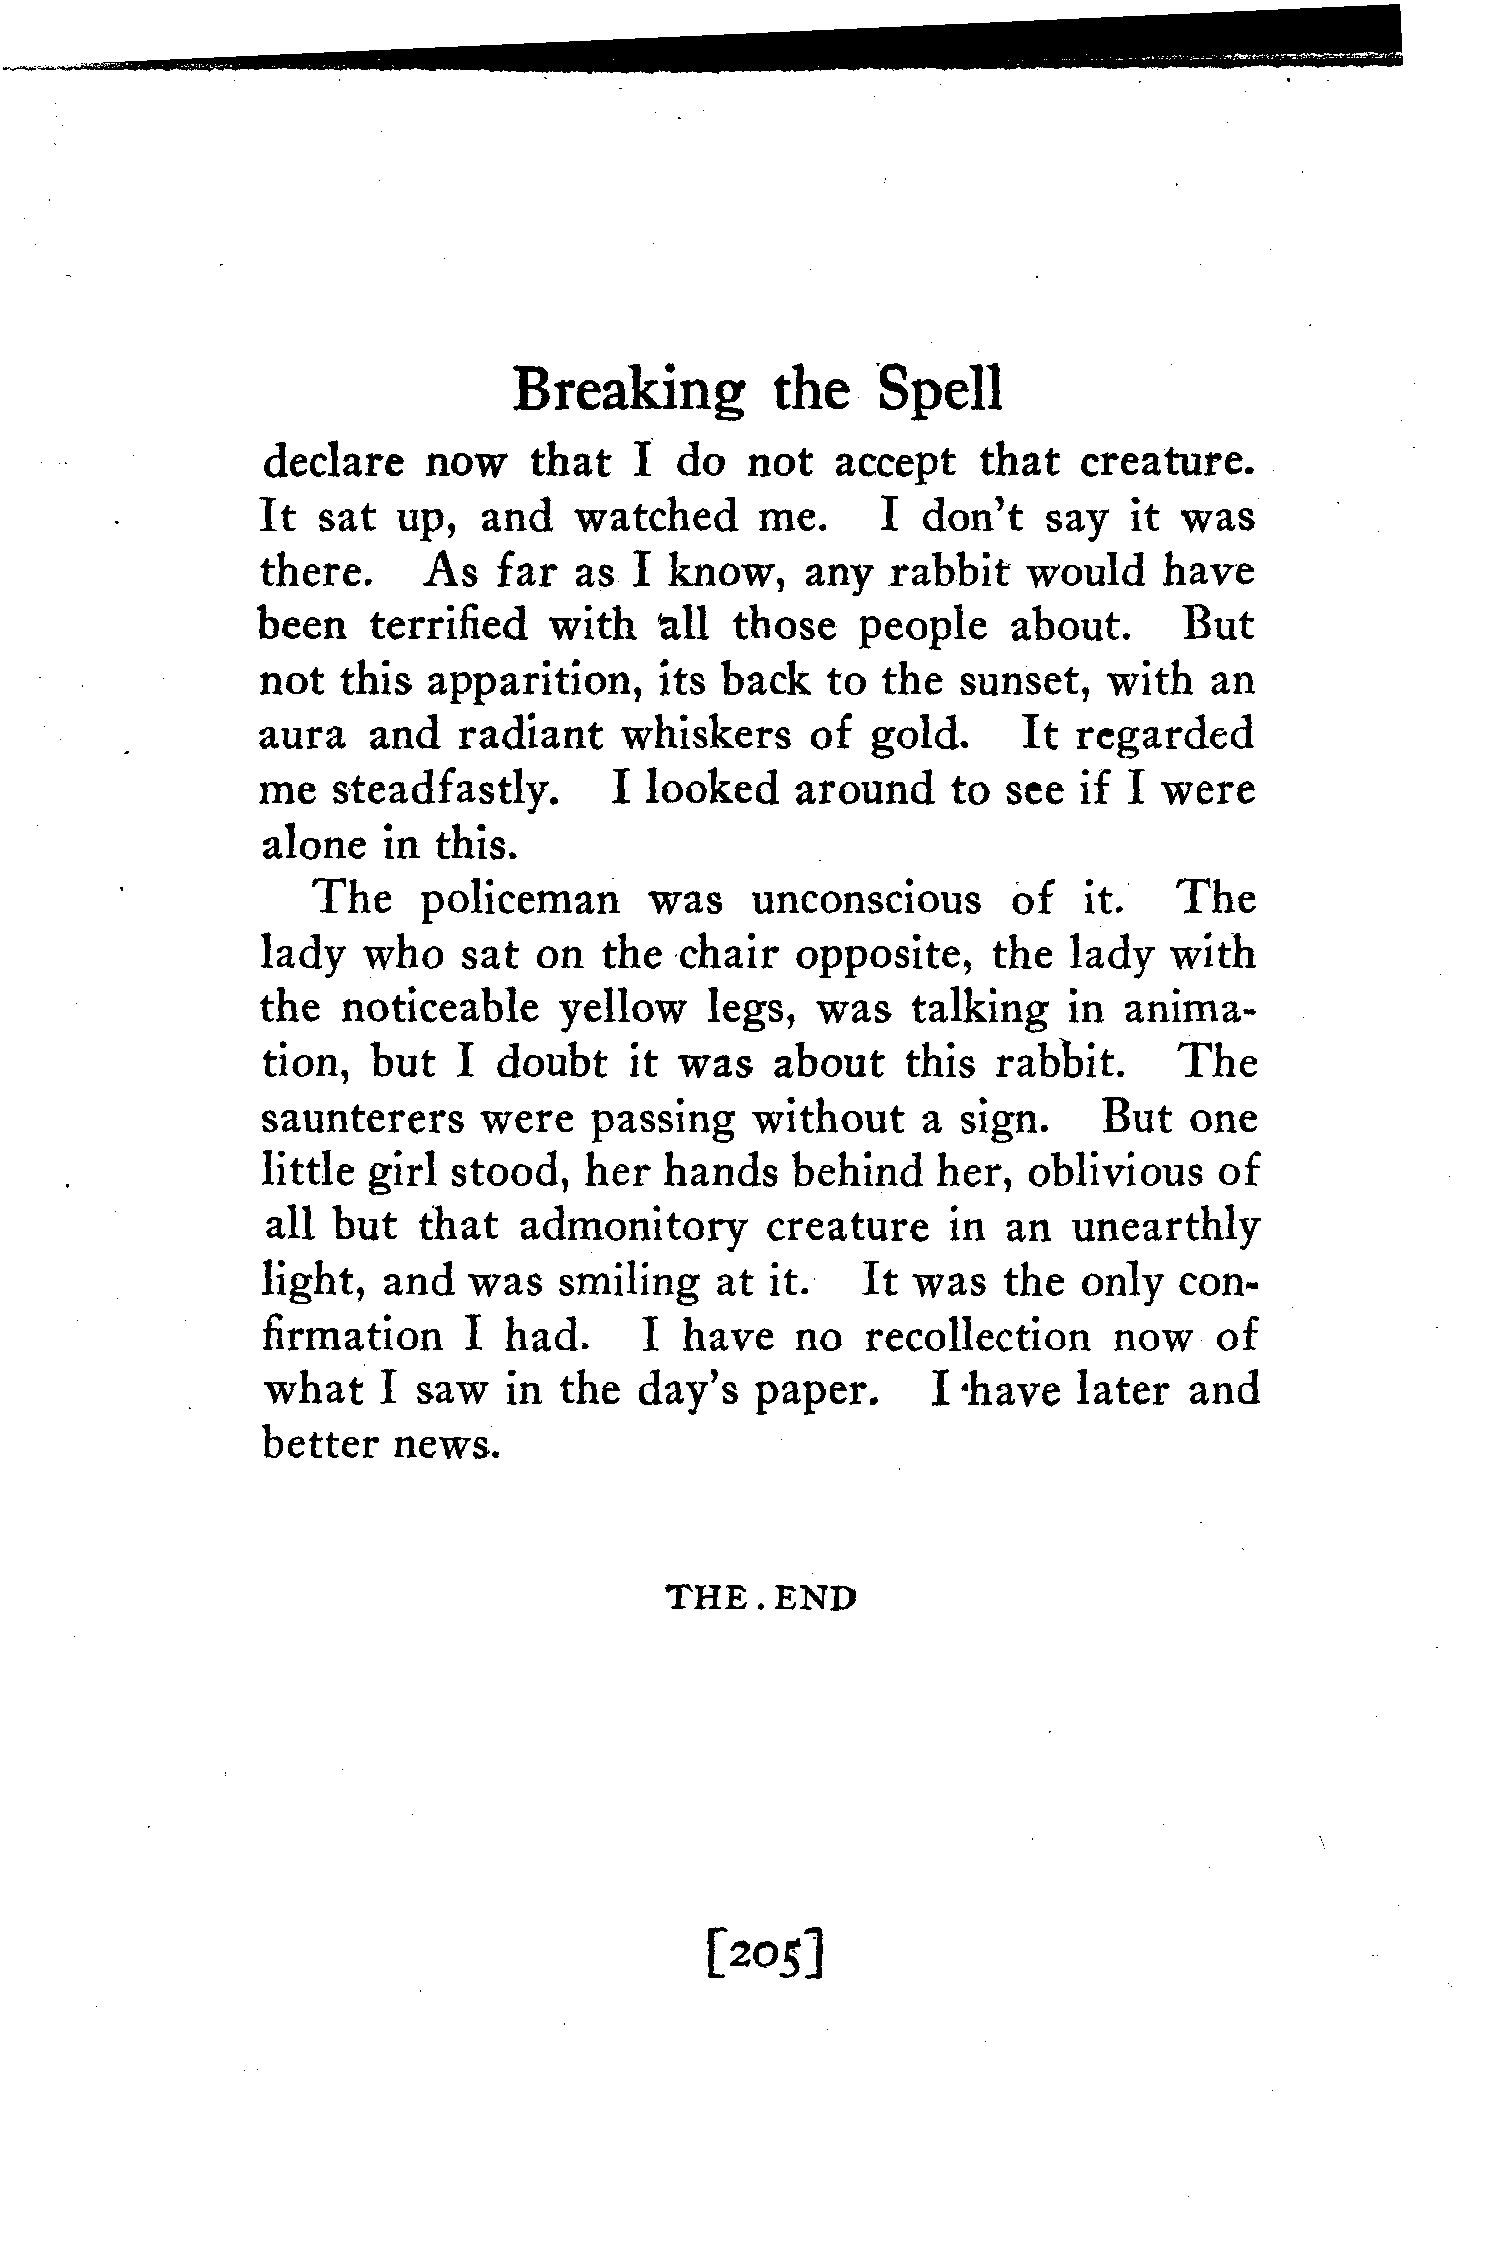 Breaking the Spell
declare now that I do not accept that creature.
It sat up, and watched me. I don't say it was
there. As far as I know, any rabbit would have
been terrified with all those people about. But
not this apparition, its back to the sunset, with an
aura and radiant whiskers of gold. It regarded
me steadfastly. I looked around to see if I were
alone in this.
The policeman was unconscious of it. The
lady who sat on the chair opposite, the lady with
the noticeable yellow legs, was talking in anima-
tion, but I doubt it was about this rabbit. The
saunterers were passing without a sign. But one
little girl stood, her hands behind her, oblivious of
all but that admonitory creature in an unearthly
light, and was smiling at it. It was the only con-
firmation I had. I have no recollection now of
what I saw in the day's paper. I have later and
better news.
THE . END
[205]